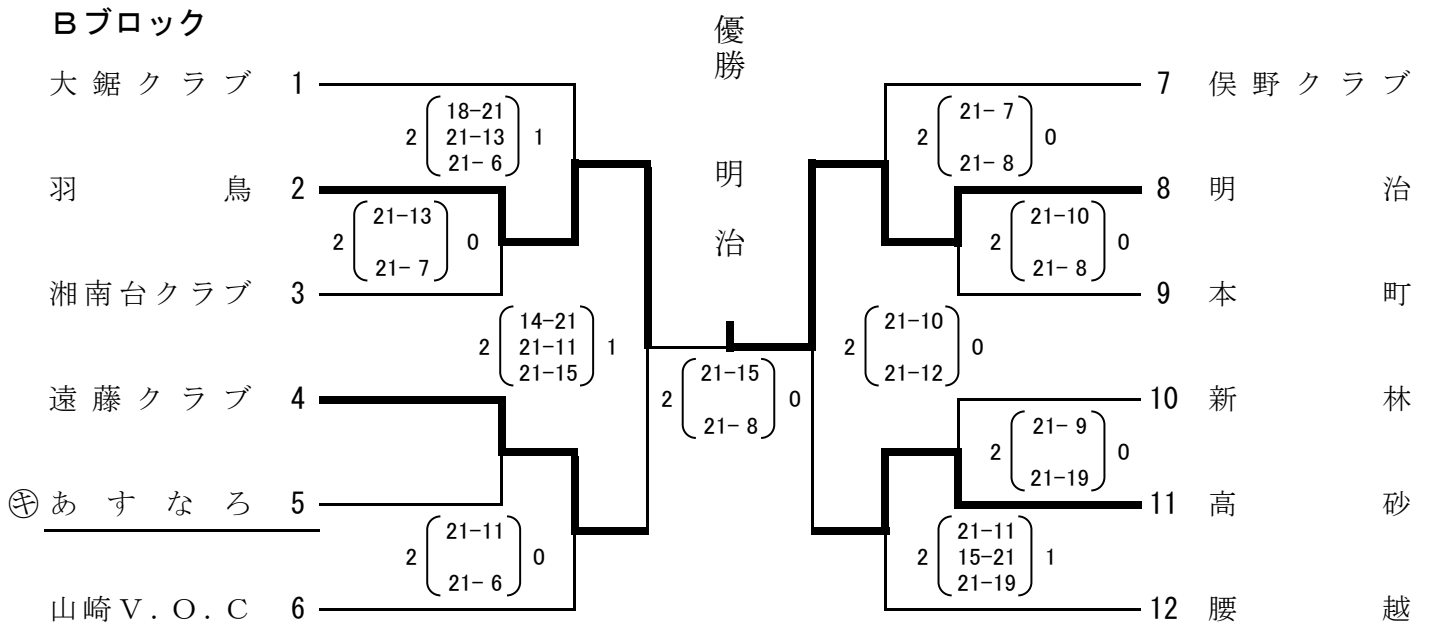 Bブロック
優勝 明治
大鋸クラブ 1
2 18-21 21-13 21- 6 1
羽鳥 2
2 21-13 21- 7 0
湘南台クラブ 3
2 14-21 21-11 21-15 1
遠藤クラブ 4
㋖あすなろ 5
2 21-11 21- 6 0
山崎V.O.C 6
2 21-15 21- 8 0
7 俣野クラブ
2 21- 7 21- 8 0
8 明治
2 21-10 21- 8 0
9 本町
2 21-10 21-12 0
10 新林
2 21- 9 21-19 0
11 高砂
2 21-11 15-21 21-19 1
12 腰越